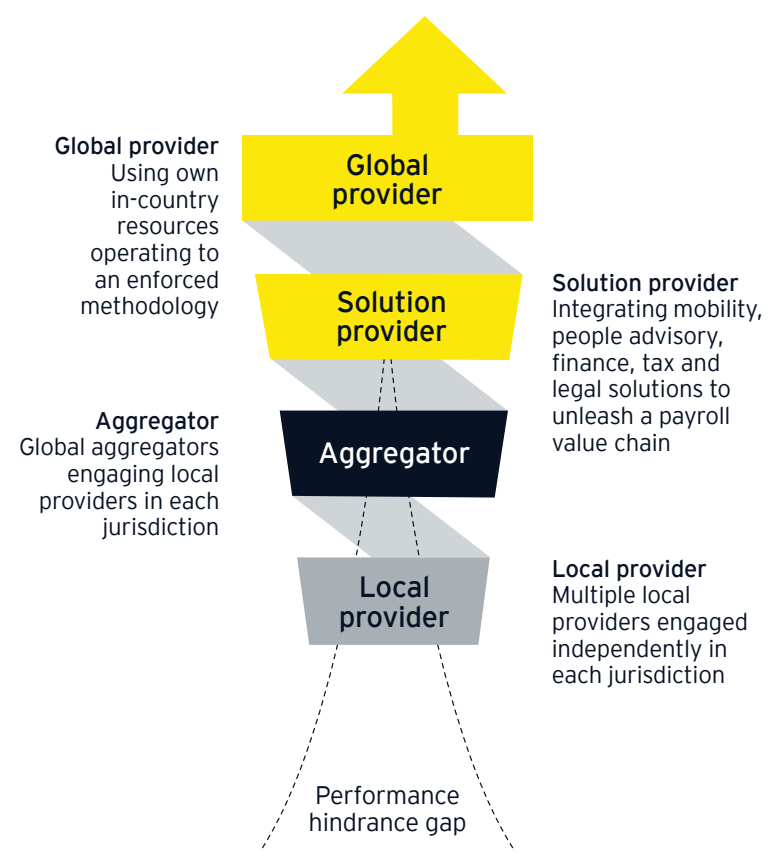 Global provider
Using own
in-country
resources
operating to
an enforced
methodology
Global
provider
Solution
provider
Solution provider
Integrating mobility,
people advisory,
finance, tax and
legal solutions to
unleash a payroll
value chain
Aggregator
Global aggregators
engaging local
providers in each
jurisdiction
Aggregator
Local
provider
Local provider
Multiple local
providers engaged
independently in
each jurisdiction
Performance
hindrance gap